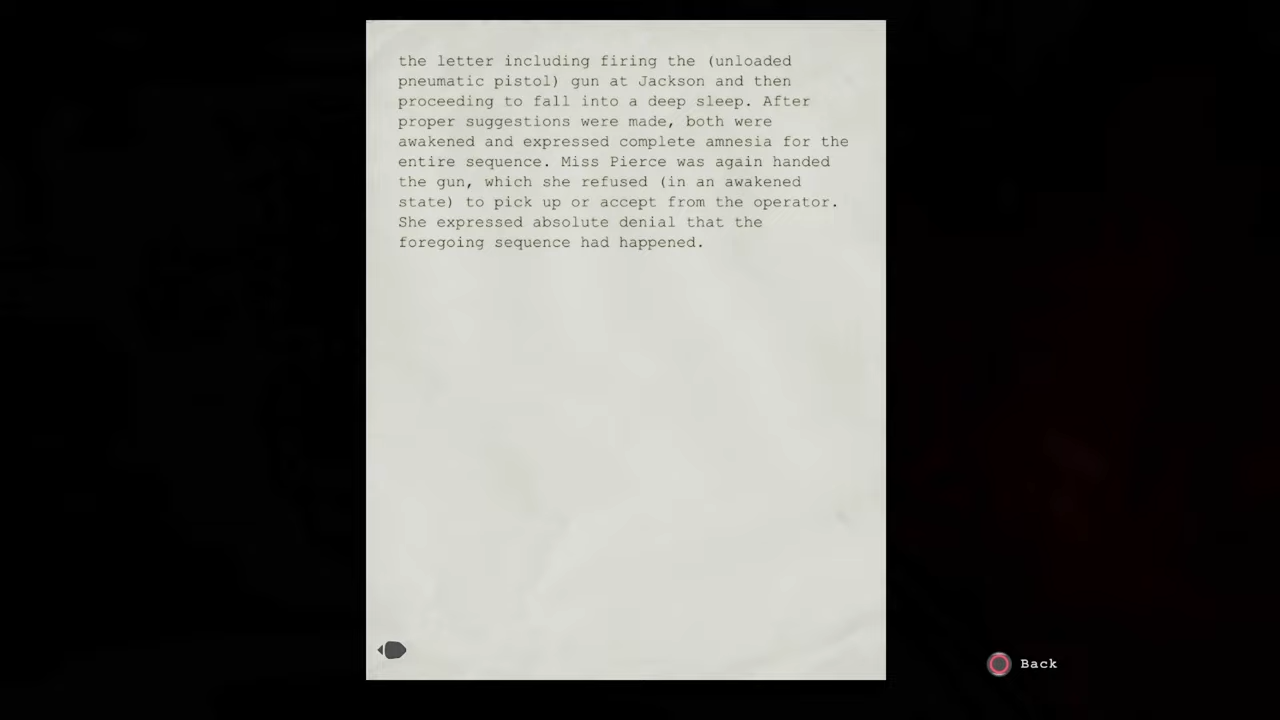 the letter including firing the (unloaded
pneumatic pistol) gun at Jackson and then
proceeding to fall into a deep sleep. After
proper suggestions were made, both were
awakened and expressed complete amnesia for the
entire sequence. Miss Pierce was again handed
the gun, which she refused (in an awakened
state) to pick up or accept from the operator.
She expressed absolute denial that the
foregoing sequence had happened.
Back